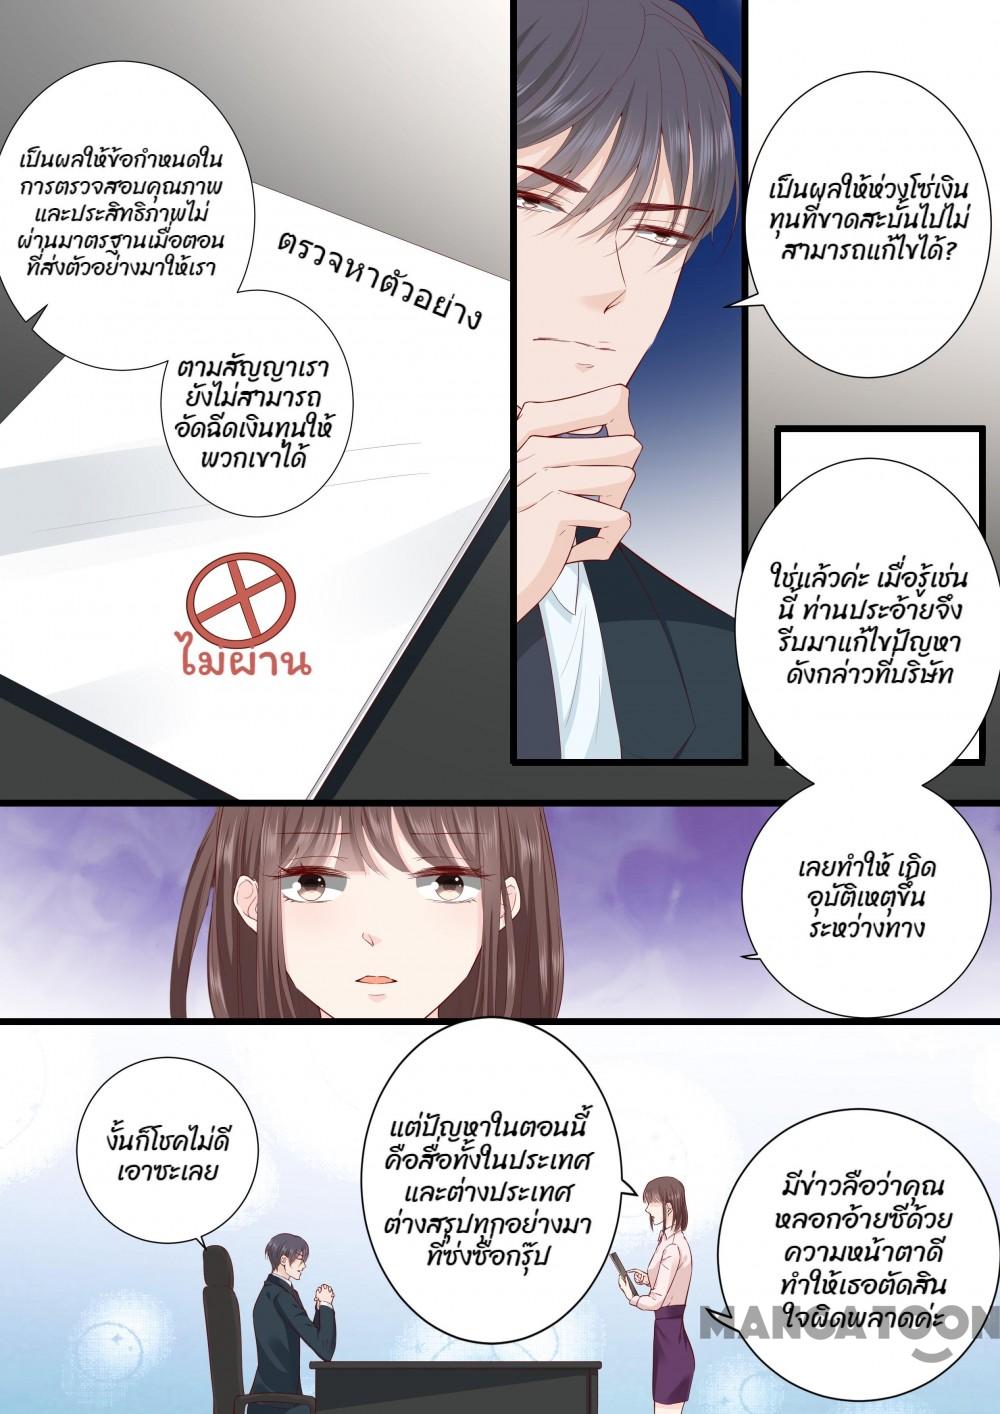 เป็นผลให้ข้อกำหนดใน
การตรวจสอบคุณภาพ
และประสิทธิภาพไม่
ผ่านมาตรฐานเมื่อตอน
ที่ส่งตัวอย่างมาให้เรา
ตามสัญญาเรา
ยังไม่สามารถ
อัดฉีดเงินทุนให้
พวกเขาได้
ตรวจหาตัวอย่าง
ไม่ผ่าน
เป็นผลให้ห่วงโซ่เงิน
ทุนที่ขาดสะบั้นไปไม่
สามารถแก้ไขได้?
ใช่แล้วค่ะ เมื่อรู้เช่น
นี้ ท่านประอ้ายจึง
รีบมาแก้ไขปัญหา
ดังกล่าวที่บริษัท
เลยทำให้ เกิด
อุบัติเหตุขึ้น
ระหว่างทาง
งั้นก็โชคไม่ดี
เอาซะเลย
แต่ปัญหาในตอนนี้
คือสื่อทั้งในประเทศ
และต่างประเทศ
ต่างสรุปทุกอย่างมา
ที่ซ่งซื่อกรุ๊ป
มีข่าวลือว่าคุณ
หลอกอ้ายซีด้วย
ความหน้าตาดี
ทำให้เธอตัดสิน
ใจผิดพลาดค่ะ
MANGATOON